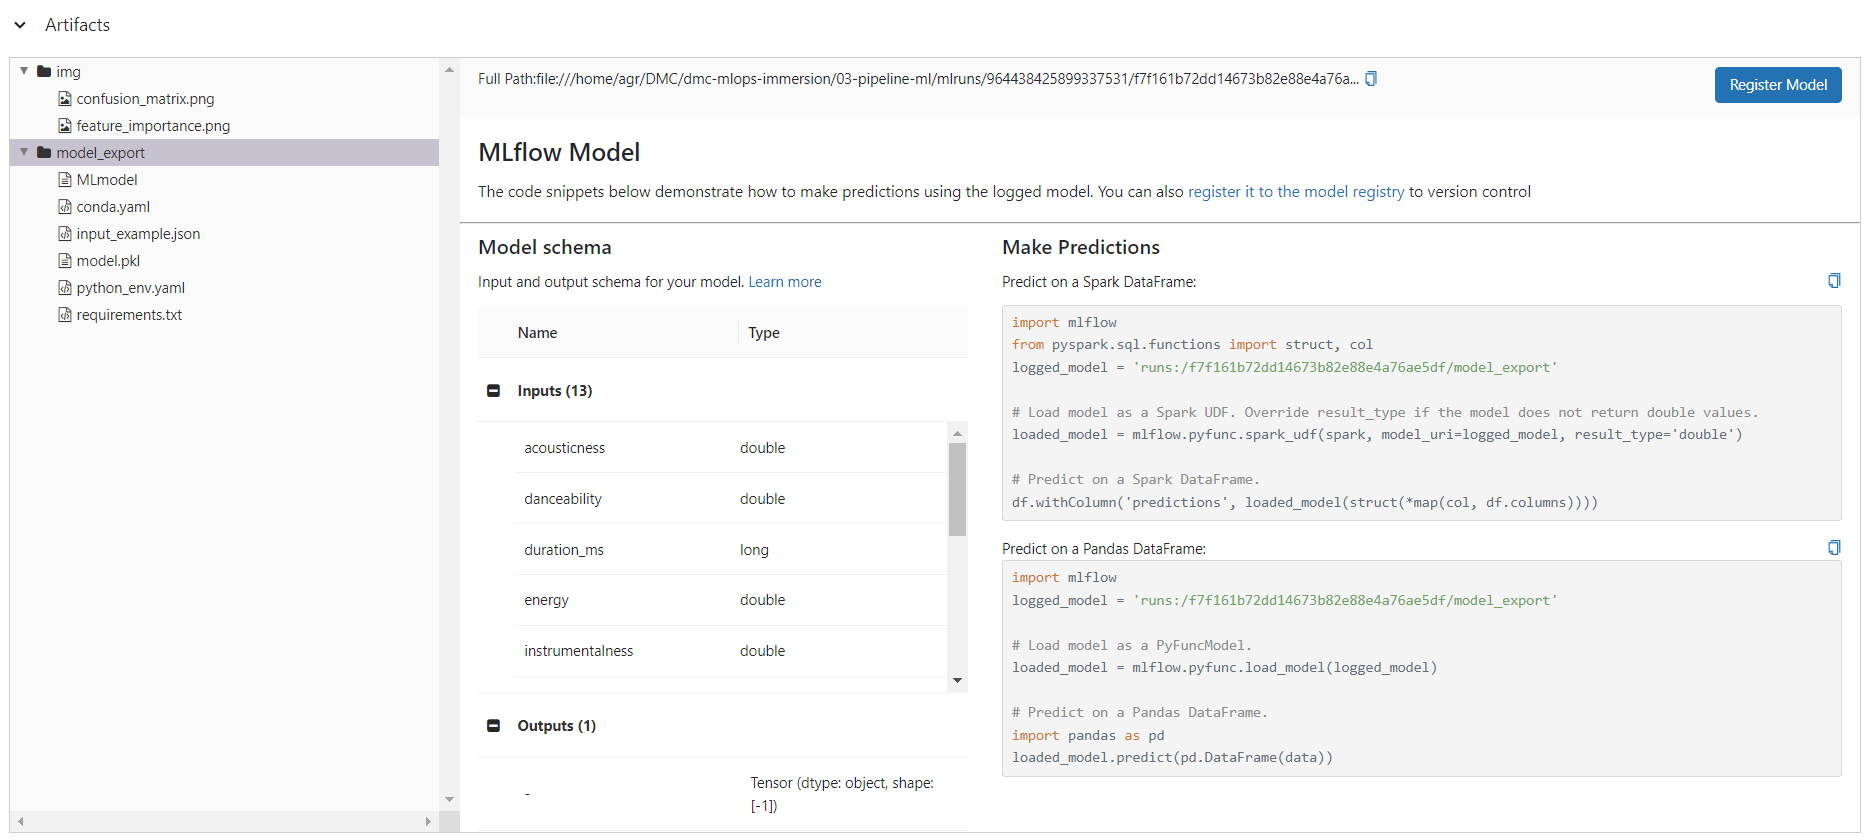 Artifacts
img
confusion_matrix.png
feature_importance.png
model_export
MLmodel
conda.yaml
input_example.json
model.pkl
python_env.yaml
requirements.txt
Full Path:file:///home/agr/DMC/dmc-mlops-immersion/03-pipeline-ml/mlruns/964438425899337531/f7f161b72dd14673b82e88e4a76a...
Register Model
MLflow Model
The code snippets below demonstrate how to make predictions using the logged model. You can also register it to the model registry to version control
Model schema
Input and output schema for your model. Learn more
Name Type
Inputs (13)
acousticness double
danceability double
duration_ms long
energy double
instrumentalness double
Outputs (1)
- Tensor (dtype: object, shape:
[-1])
Make Predictions
Predict on a Spark DataFrame:
import mlflow
from pyspark.sql.functions import struct, col
logged_model = 'runs:/f7f161b72dd14673b82e88e4a76ae5df/model_export'
# Load model as a Spark UDF. Override result_type if the model does not return double values.
loaded_model = mlflow.pyfunc.spark_udf(spark, model_uri=logged_model, result_type='double')
# Predict on a Spark DataFrame.
df.withColumn('predictions', loaded_model(struct(*map(col, df.columns))))
Predict on a Pandas DataFrame:
import mlflow
logged_model = 'runs:/f7f161b72dd14673b82e88e4a76ae5df/model_export'
# Load model as a PyFuncModel.
loaded_model = mlflow.pyfunc.load_model(logged_model)
# Predict on a Pandas DataFrame.
import pandas as pd
loaded_model.predict(pd.DataFrame(data))